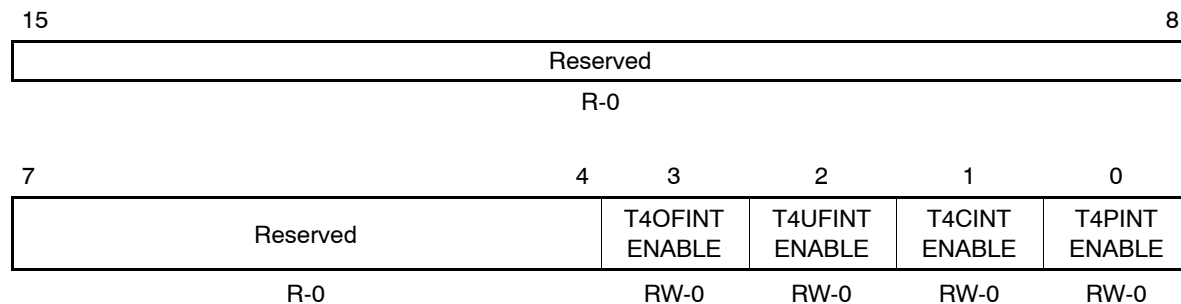 15 8
Reserved
R-0
7 4 3 2 1 0
Reserved T4OFINT ENABLE T4UFINT ENABLE T4CINT ENABLE T4PINT ENABLE
R-0 RW-0 RW-0 RW-0 RW-0